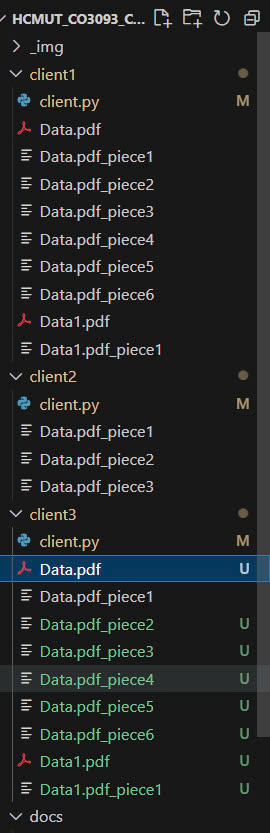 HCMUT_CO3093_C...
_img
client1
client.py M
Data.pdf
Data.pdf_piece1
Data.pdf_piece2
Data.pdf_piece3
Data.pdf_piece4
Data.pdf_piece5
Data.pdf_piece6
Data1.pdf
Data1.pdf_piece1
client2
client.py M
Data.pdf_piece1
Data.pdf_piece2
Data.pdf_piece3
client3
client.py M
Data.pdf U
Data.pdf_piece1
Data.pdf_piece2 U
Data.pdf_piece3 U
Data.pdf_piece4 U
Data.pdf_piece5 U
Data.pdf_piece6 U
Data1.pdf U
Data1.pdf_piece1 U
docs